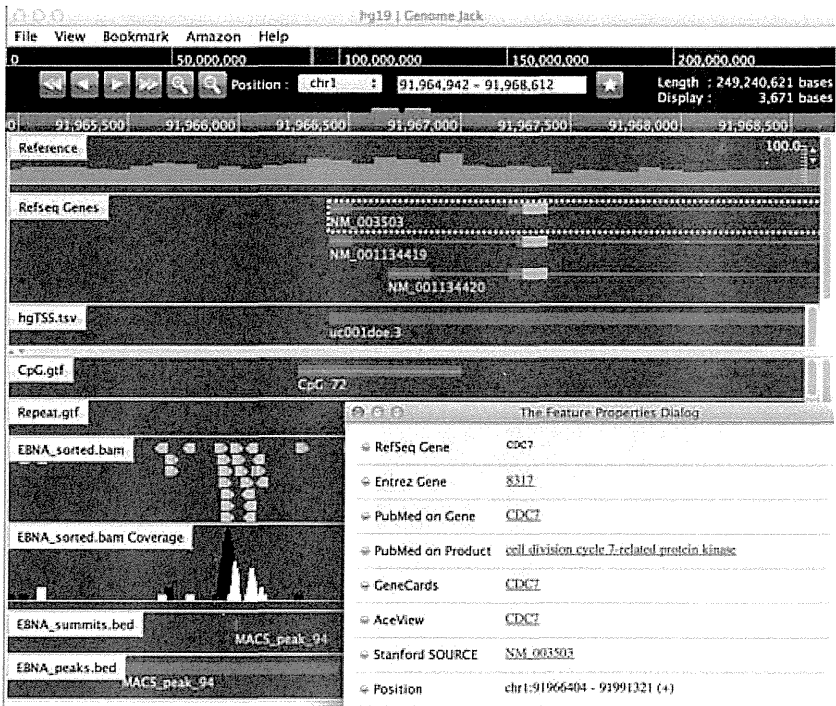 hg19 | Genome Jack
File View Bookmark Amazon Help
0 50,000,000 100,000,000 150,000,000 200,000,000
Position : chr1 91,964,942 - 91,968,612 Length : 249,240,621 bases
Display : 3,671 bases
0 91,965,500 91,966,000 91,966,500 91,967,000 91,967,500 91,968,000 91,968,500
Reference 100.0
Refseq Genes
NM_003503
NM_001134419
NM_001134420
hgTSS.tsv
uc001doe.3
CpG.gtf
CpG_72
Repeat.gtf
The Feature Properties Dialog
EBNA_sorted.bam
RefSeq Gene CDC7
Entrez Gene 8317
PubMed on Gene CDC7
EBNA_sorted.bam Coverage
PubMed on Product cell division cycle 7-related protein kinase
GeneCards CDC7
AceView CDC7
EBNA_summits.bed
MACS_peak_94
Stanford SOURCE NM_003503
EBNA_peaks.bed
MACS_peak_94
Position chr1:91966404 - 91991321 (+)